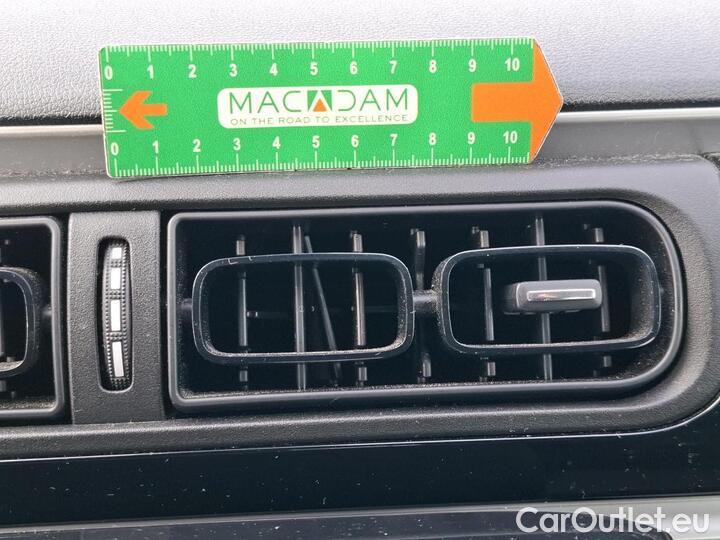 0 1 2 3 4 5 6 7 8 9 10
MACADAM
ON THE ROAD TO EXCELLENCE
0 1 2 3 4 5 6 7 8 9 10
CarOutlet.eu